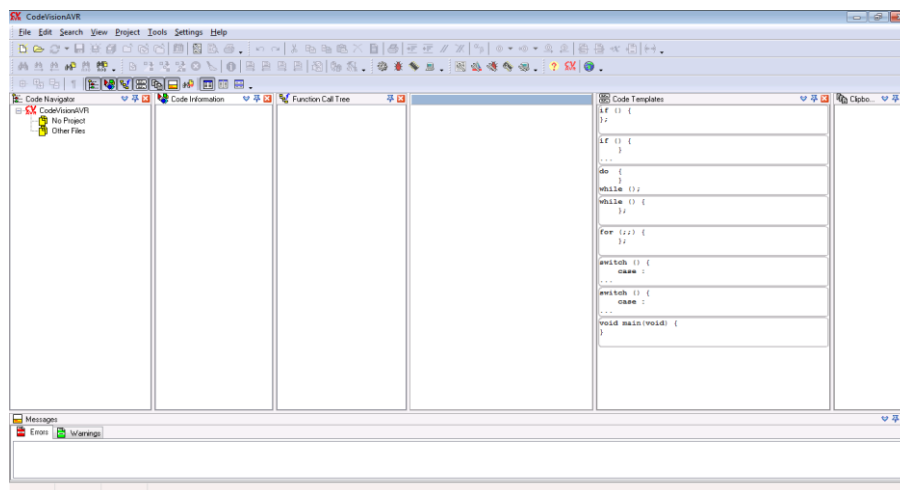 CodeVisionAVR
File Edit Search View Project Tools Settings Help
Code Navigator
CodeVisionAVR
No Project
Other Files
Code Information
Function Call Tree
Code Templates
if () {
};
if () {
}
...
do {
}
while ();
while () {
};
for (;;) {
};
switch () {
case :
...
switch () {
case :
...
void main(void) {
}
Clipbo...
Messages
Errors Warnings